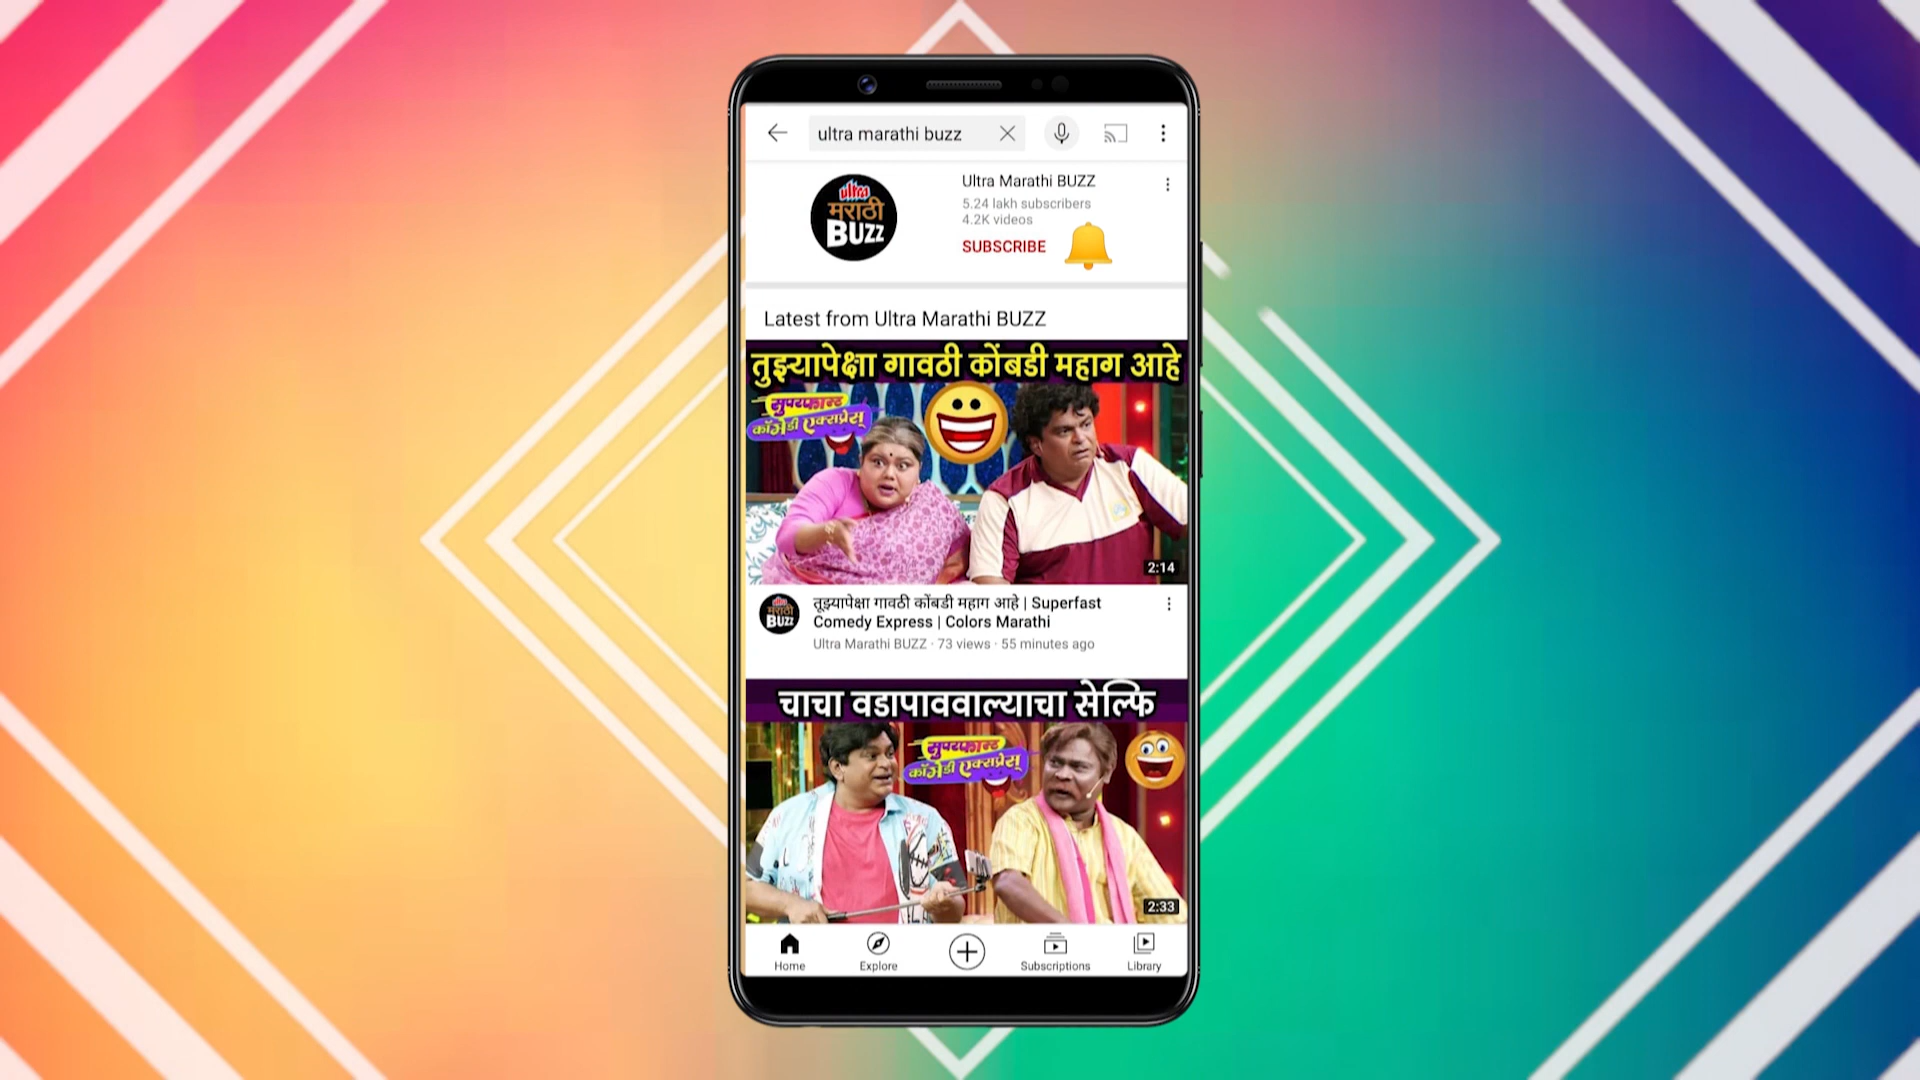 ultra marathi buzz
ultra
मराठी
BUZZ
Ultra Marathi BUZZ
5.24 lakh subscribers
4.2K videos
SUBSCRIBE
Latest from Ultra Marathi BUZZ
तुझ्यापेक्षा गावठी कोंबडी महाग आहे
सुपरफास्ट
कॉमेडी एक्सप्रेस्
2:14
ultra
मराठी
BUZZ
तूझ्यापेक्षा गावठी कोंबडी महाग आहे | Superfast
Comedy Express | Colors Marathi
Ultra Marathi BUZZ · 73 views · 55 minutes ago
चाचा वडापाववाल्याचा सेल्फि
सुपरफास्ट
कॉमेडी एक्सप्रेस्
2:33
Home
Explore
Subscriptions
Library